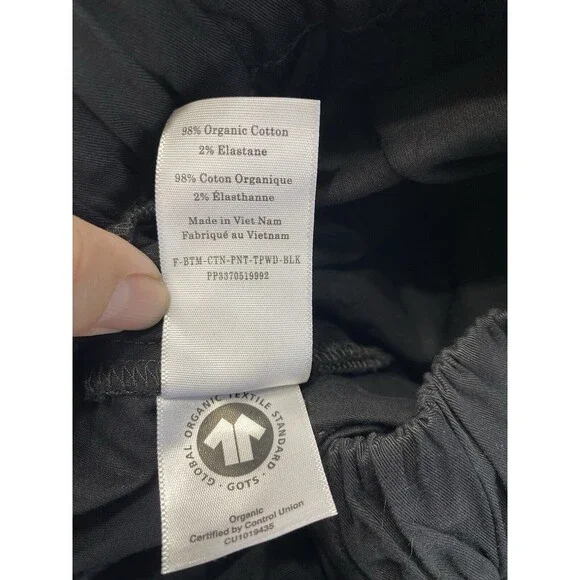 98% Organic Cotton
2% Elastane
98% Coton Organique
2% Élasthanne
Made in Viet Nam
Fabriqué au Vietnam
F-BTM-CTN-PNT-TPWD-BLK
PP3370519992
GLOBAL ORGANIC TEXTILE STANDARD
· GOTS ·
Organic
Certified by Control Union
CU1019435